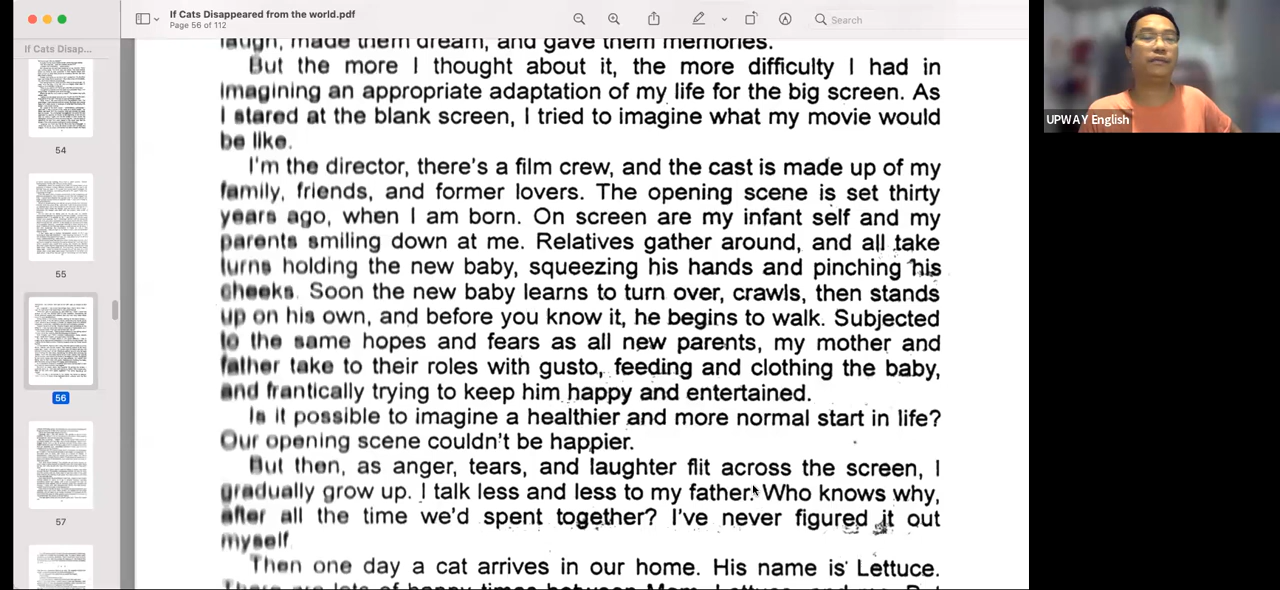 If Cats Disappeared from the world.pdf
Page 56 of 112
Search
If Cats Disap...
54
55
56
57
UPWAY English
laugh, made them dream, and gave them memories.
But the more I thought about it, the more difficulty I had in
imagining an appropriate adaptation of my life for the big screen. As
I stared at the blank screen, I tried to imagine what my movie would
be like.
I'm the director, there's a film crew, and the cast is made up of my
family, friends, and former lovers. The opening scene is set thirty
years ago, when I am born. On screen are my infant self and my
parents smiling down at me. Relatives gather around, and all take
turns holding the new baby, squeezing his hands and pinching his
cheeks. Soon the new baby learns to turn over, crawls, then stands
up on his own, and before you know it, he begins to walk. Subjected
to the same hopes and fears as all new parents, my mother and
father take to their roles with gusto, feeding and clothing the baby,
and frantically trying to keep him happy and entertained.
Is it possible to imagine a healthier and more normal start in life?
Our opening scene couldn't be happier.
But then, as anger, tears, and laughter flit across the screen, I
gradually grow up. I talk less and less to my father. Who knows why,
after all the time we'd spent together? I've never figured it out
myself
Then one day a cat arrives in our home. His name is Lettuce.